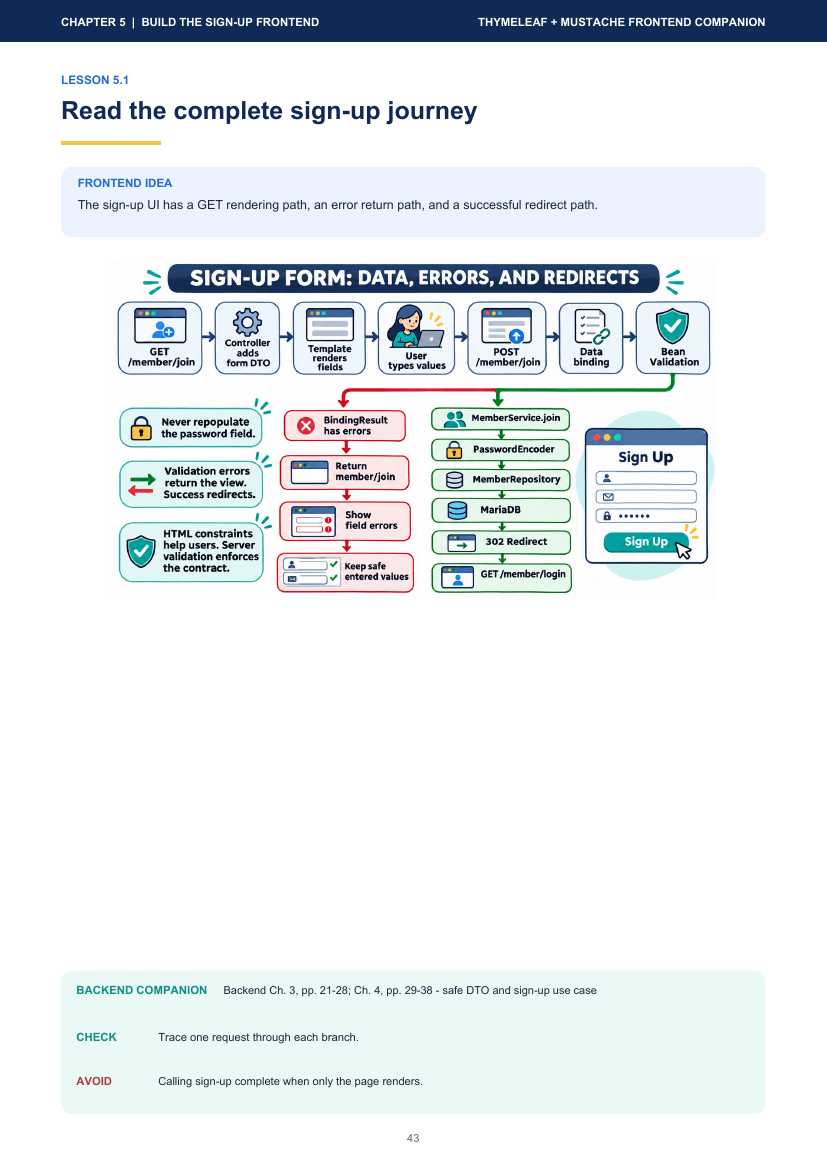 CHAPTER 5 | BUILD THE SIGN-UP FRONTEND
THYMELEAF + MUSTACHE FRONTEND COMPANION
LESSON 5.1
Read the complete sign-up journey
FRONTEND IDEA
The sign-up UI has a GET rendering path, an error return path, and a successful redirect path.
SIGN-UP FORM: DATA, ERRORS, AND REDIRECTS
GET
/member/join
Controller
adds
form DTO
Template
renders
fields
User
types values
POST
/member/join
Data
binding
Bean
Validation
Never repopulate
the password field.
Validation errors
return the view.
Success redirects.
HTML constraints
help users. Server
validation enforces
the contract.
BindingResult
has errors
Return
member/join
Show
field errors
Keep safe
entered values
MemberService.join
PasswordEncoder
MemberRepository
MariaDB
302 Redirect
GET /member/login
Sign Up
Sign Up
BACKEND COMPANION Backend Ch. 3, pp. 21-28; Ch. 4, pp. 29-38 - safe DTO and sign-up use case
CHECK Trace one request through each branch.
AVOID Calling sign-up complete when only the page renders.
43